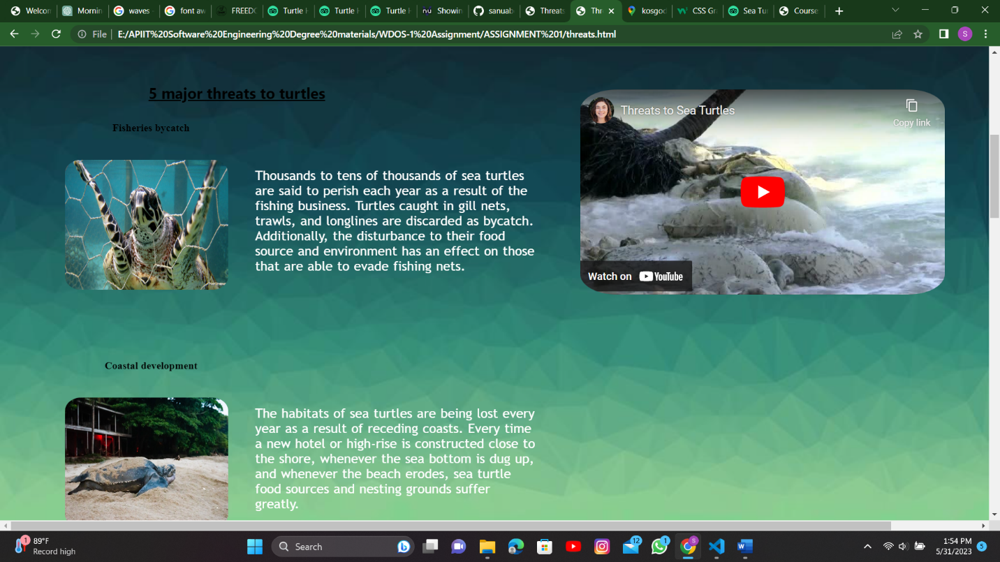 Welcom
Mornin
waves
font aw
FREEDO
Turtle H
Turtle H
Turtle H
Showin
sanuab
Threats
Thre
kosgod
CSS Gr
Sea Tur
Course
File
E:/APIIT%20Software%20Engineering%20Degree%20materials/WDOS-1%20Assignment/ASSIGNMENT%201/threats.html
S
5 major threats to turtles
Fisheries bycatch
Thousands to tens of thousands of sea turtles
are said to perish each year as a result of the
fishing business. Turtles caught in gill nets,
trawls, and longlines are discarded as bycatch.
Additionally, the disturbance to their food
source and environment has an effect on those
that are able to evade fishing nets.
Threats to Sea Turtles
Copy link
Watch on YouTube
Coastal development
The habitats of sea turtles are being lost every
year as a result of receding coasts. Every time
a new hotel or high-rise is constructed close to
the shore, whenever the sea bottom is dug up,
and whenever the beach erodes, sea turtle
food sources and nesting grounds suffer
greatly.
1
89°F
Record high
Search
12
1
S
1:54 PM
5/31/2023
5